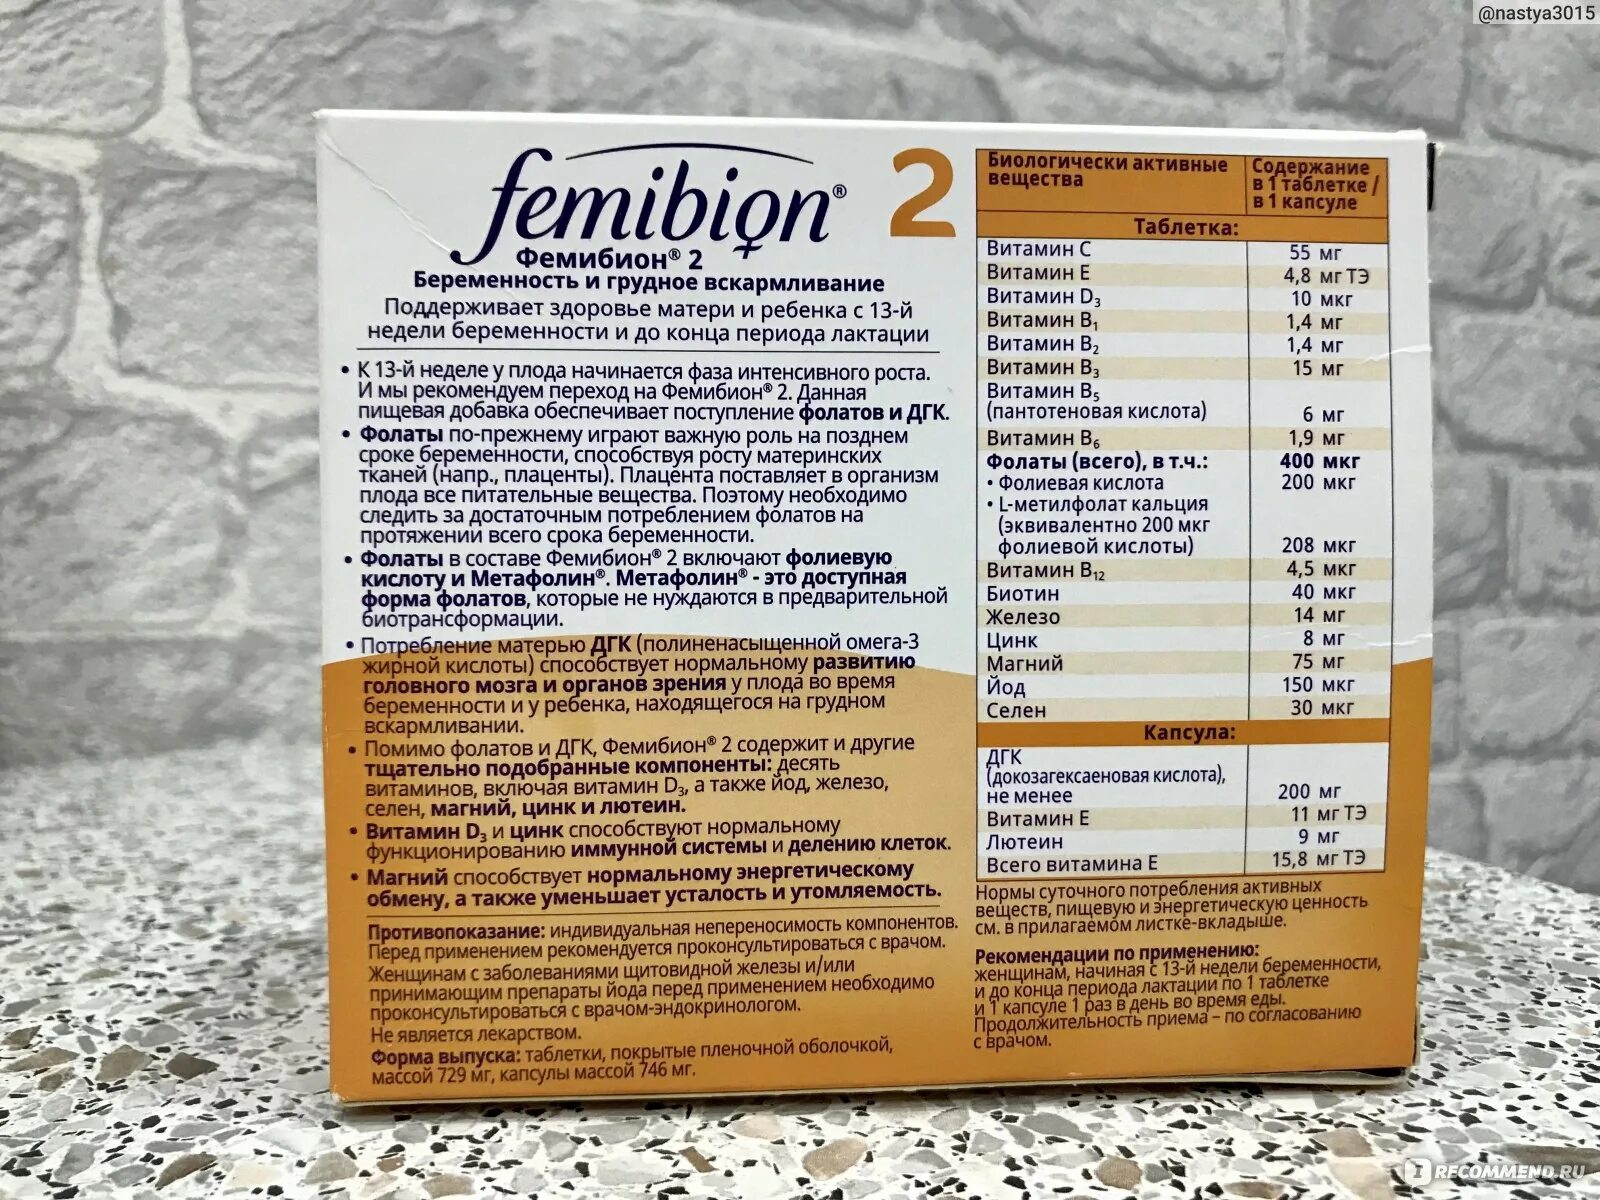 @nastya3015
femibion® 2
Фемибион® 2
Беременность и грудное вскармливание
Поддерживает здоровье матери и ребенка с 13-й
недели беременности и до конца периода лактации
• К 13-й неделе у плода начинается фаза интенсивного роста.
И мы рекомендуем переход на Фемибион® 2. Данная
пищевая добавка обеспечивает поступление фолатов и ДГК.
• Фолаты по-прежнему играют важную роль на позднем
сроке беременности, способствуя росту материнских
тканей (напр., плаценты). Плацента поставляет в организм
плода все питательные вещества. Поэтому необходимо
следить за достаточным потреблением фолатов на
протяжении всего срока беременности.
• Фолаты в составе Фемибион® 2 включают фолиевую
кислоту и Метафолин®. Метафолин® - это доступная
форма фолатов, которые не нуждаются в предварительной
биотрансформации.
• Потребление матерью ДГК (полиненасыщенной омега-3
жирной кислоты) способствует нормальному развитию
головного мозга и органов зрения у плода во время
беременности и у ребенка, находящегося на грудном
вскармливании.
• Помимо фолатов и ДГК, Фемибион® 2 содержит и другие
тщательно подобранные компоненты: десять
витаминов, включая витамин D₃, а также йод, железо,
селен, магний, цинк и лютеин.
• Витамин D₃ и цинк способствуют нормальному
функционированию иммунной системы и делению клеток.
• Магний способствует нормальному энергетическому
обмену, а также уменьшает усталость и утомляемость.
Противопоказание: индивидуальная непереносимость компонентов.
Перед применением рекомендуется проконсультироваться с врачом.
Женщинам с заболеваниями щитовидной железы и/или
принимающим препараты йода перед применением необходимо
проконсультироваться с врачом-эндокринологом.
Не является лекарством.
Форма выпуска: таблетки, покрытые пленочной оболочкой,
массой 729 мг, капсулы массой 746 мг.
Биологически активные вещества Содержание в 1 таблетке / в 1 капсуле
Таблетка:
Витамин C 55 мг
Витамин E 4,8 мг ТЭ
Витамин D₃ 10 мкг
Витамин B₁ 1,4 мг
Витамин B₂ 1,4 мг
Витамин B₃ 15 мг
Витамин B₅
(пантотеновая кислота) 6 мг
Витамин B₆ 1,9 мг
Фолаты (всего), в т.ч.: 400 мкг
• Фолиевая кислота 200 мкг
• L-метилфолат кальция
(эквивалентно 200 мкг
фолиевой кислоты) 208 мкг
Витамин B₁₂ 4,5 мкг
Биотин 40 мкг
Железо 14 мг
Цинк 8 мг
Магний 75 мг
Йод 150 мкг
Селен 30 мкг
Капсула:
ДГК
(докозагексаеновая кислота),
не менее 200 мг
Витамин E 11 мг ТЭ
Лютеин 9 мг
Всего витамина E 15,8 мг ТЭ
Нормы суточного потребления активных
веществ, пищевую и энергетическую ценность
см. в прилагаемом листке-вкладыше.
Рекомендации по применению:
женщинам, начиная с 13-й недели беременности,
и до конца периода лактации по 1 таблетке
и 1 капсуле 1 раз в день во время еды.
Продолжительность приема – по согласованию
с врачом.
RECOMMEND.RU